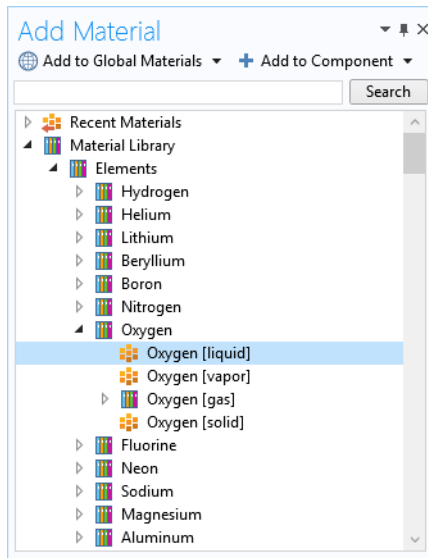 Add Material
Add to Global Materials Add to Component
Search
Recent Materials
Material Library
Elements
Hydrogen
Helium
Lithium
Beryllium
Boron
Nitrogen
Oxygen
Oxygen [liquid]
Oxygen [vapor]
Oxygen [gas]
Oxygen [solid]
Fluorine
Neon
Sodium
Magnesium
Aluminum